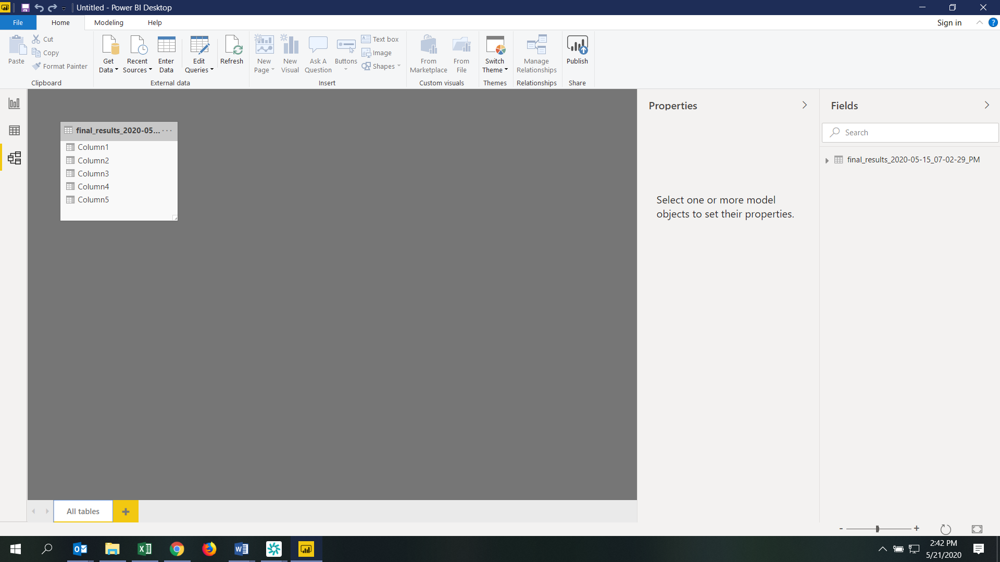 Untitled - Power BI Desktop
File Home Modeling Help Sign in ?
Paste
Cut
Copy
Format Painter
Clipboard
Get Data
Recent Sources
Enter Data
Edit Queries
Refresh
External data
New Page
New Visual
Ask A Question
Buttons
Text box
Image
Shapes
Insert
From Marketplace
From File
Custom visuals
Switch Theme
Themes
Manage Relationships
Relationships
Publish
Share
final_results_2020-05... ...
Column1
Column2
Column3
Column4
Column5
Properties
Select one or more model
objects to set their properties.
Fields
Search
final_results_2020-05-15_07-02-29_PM
All tables +
- +
2:42 PM
5/21/2020